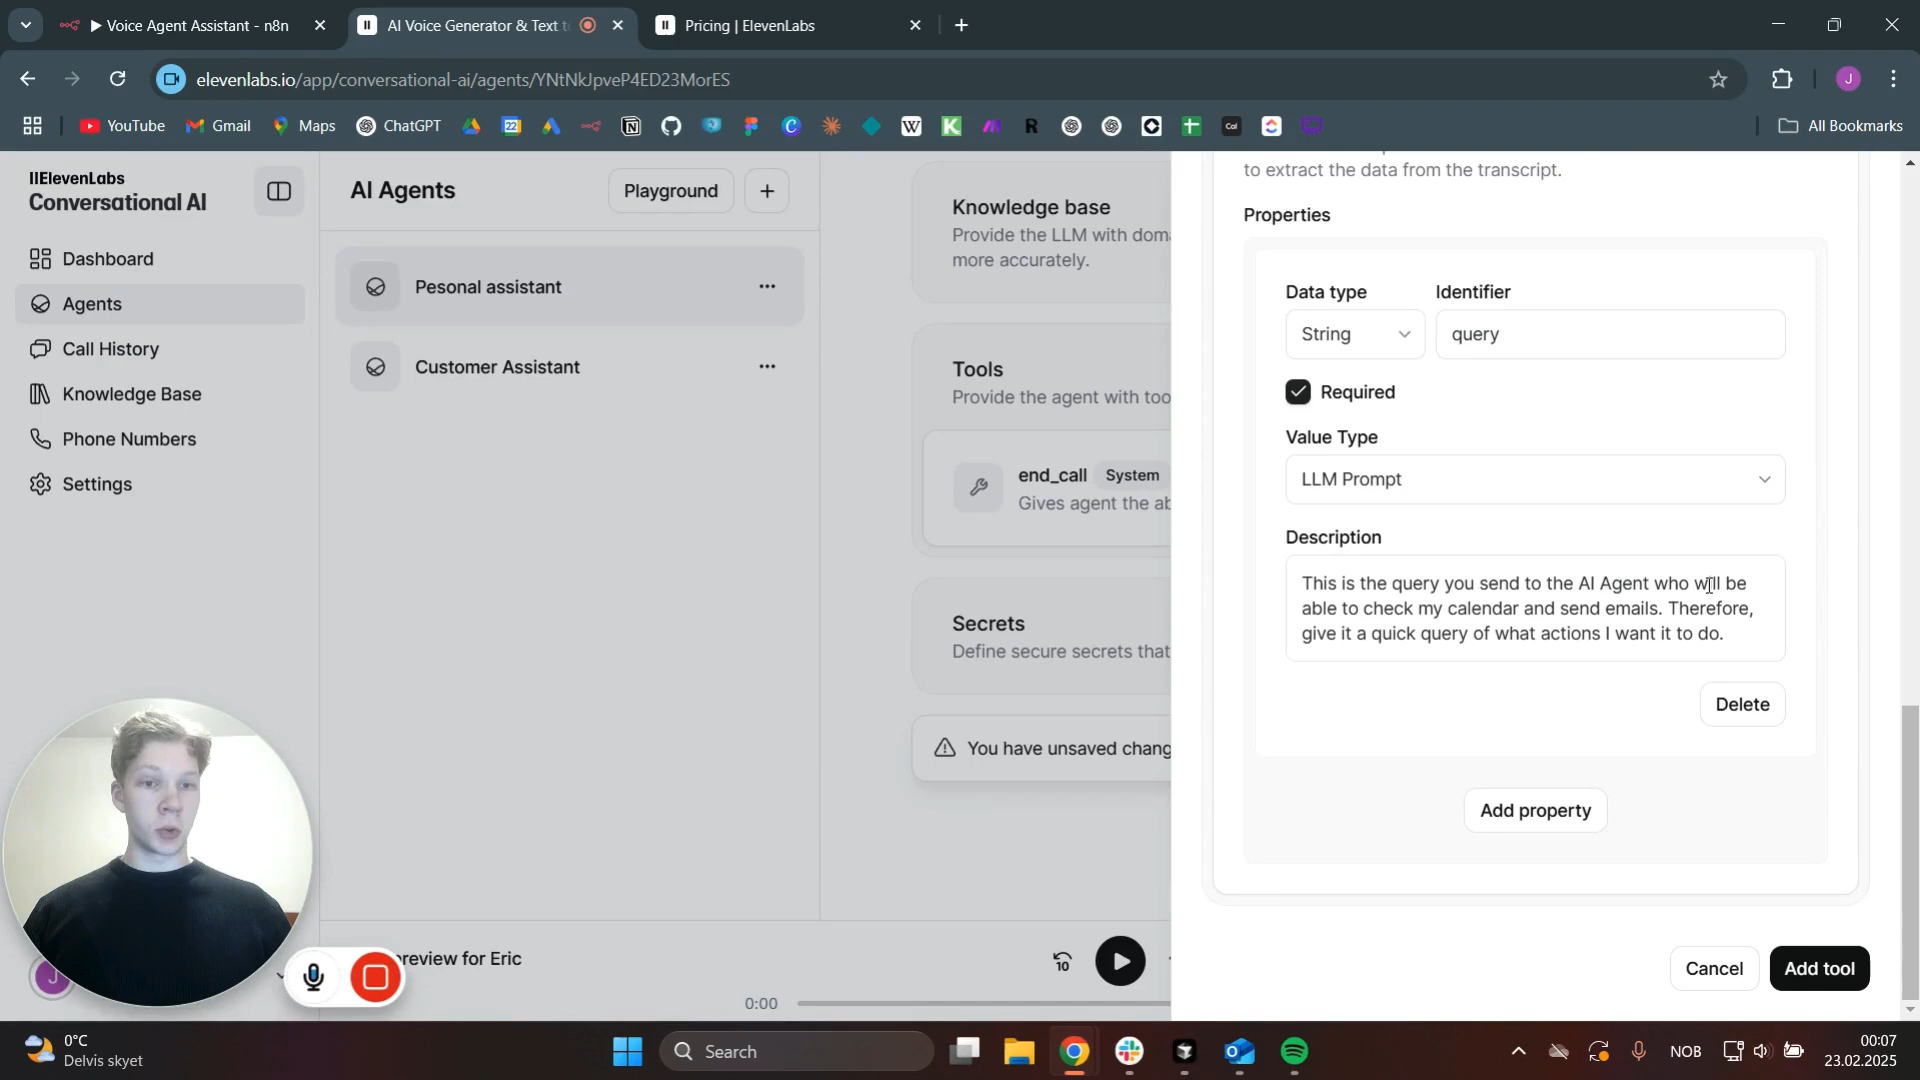 Voice Agent Assistant - n8n
AI Voice Generator & Text to
Pricing | ElevenLabs
elevenlabs.io/app/conversational-ai/agents/YNtNkJpveP4ED23MorES
J
YouTube
Gmail
Maps
ChatGPT
All Bookmarks
IIElevenLabs
Conversational AI
Dashboard
Agents
Call History
Knowledge Base
Phone Numbers
Settings
AI Agents
Playground
Pesonal assistant
Customer Assistant
Knowledge base
Provide the LLM with doma
more accurately.
Tools
Provide the agent with too
end_call
System
Gives agent the ab
Secrets
Define secure secrets that
You have unsaved chang
to extract the data from the transcript.
Properties
Data type
Identifier
String
query
Required
Value Type
LLM Prompt
Description
This is the query you send to the AI Agent who will be
able to check my calendar and send emails. Therefore,
give it a quick query of what actions I want it to do.
Delete
Add property
Cancel
Add tool
J
preview for Eric
10
0:00
0°C
Delvis skyet
Search
NOB
00:07
23.02.2025